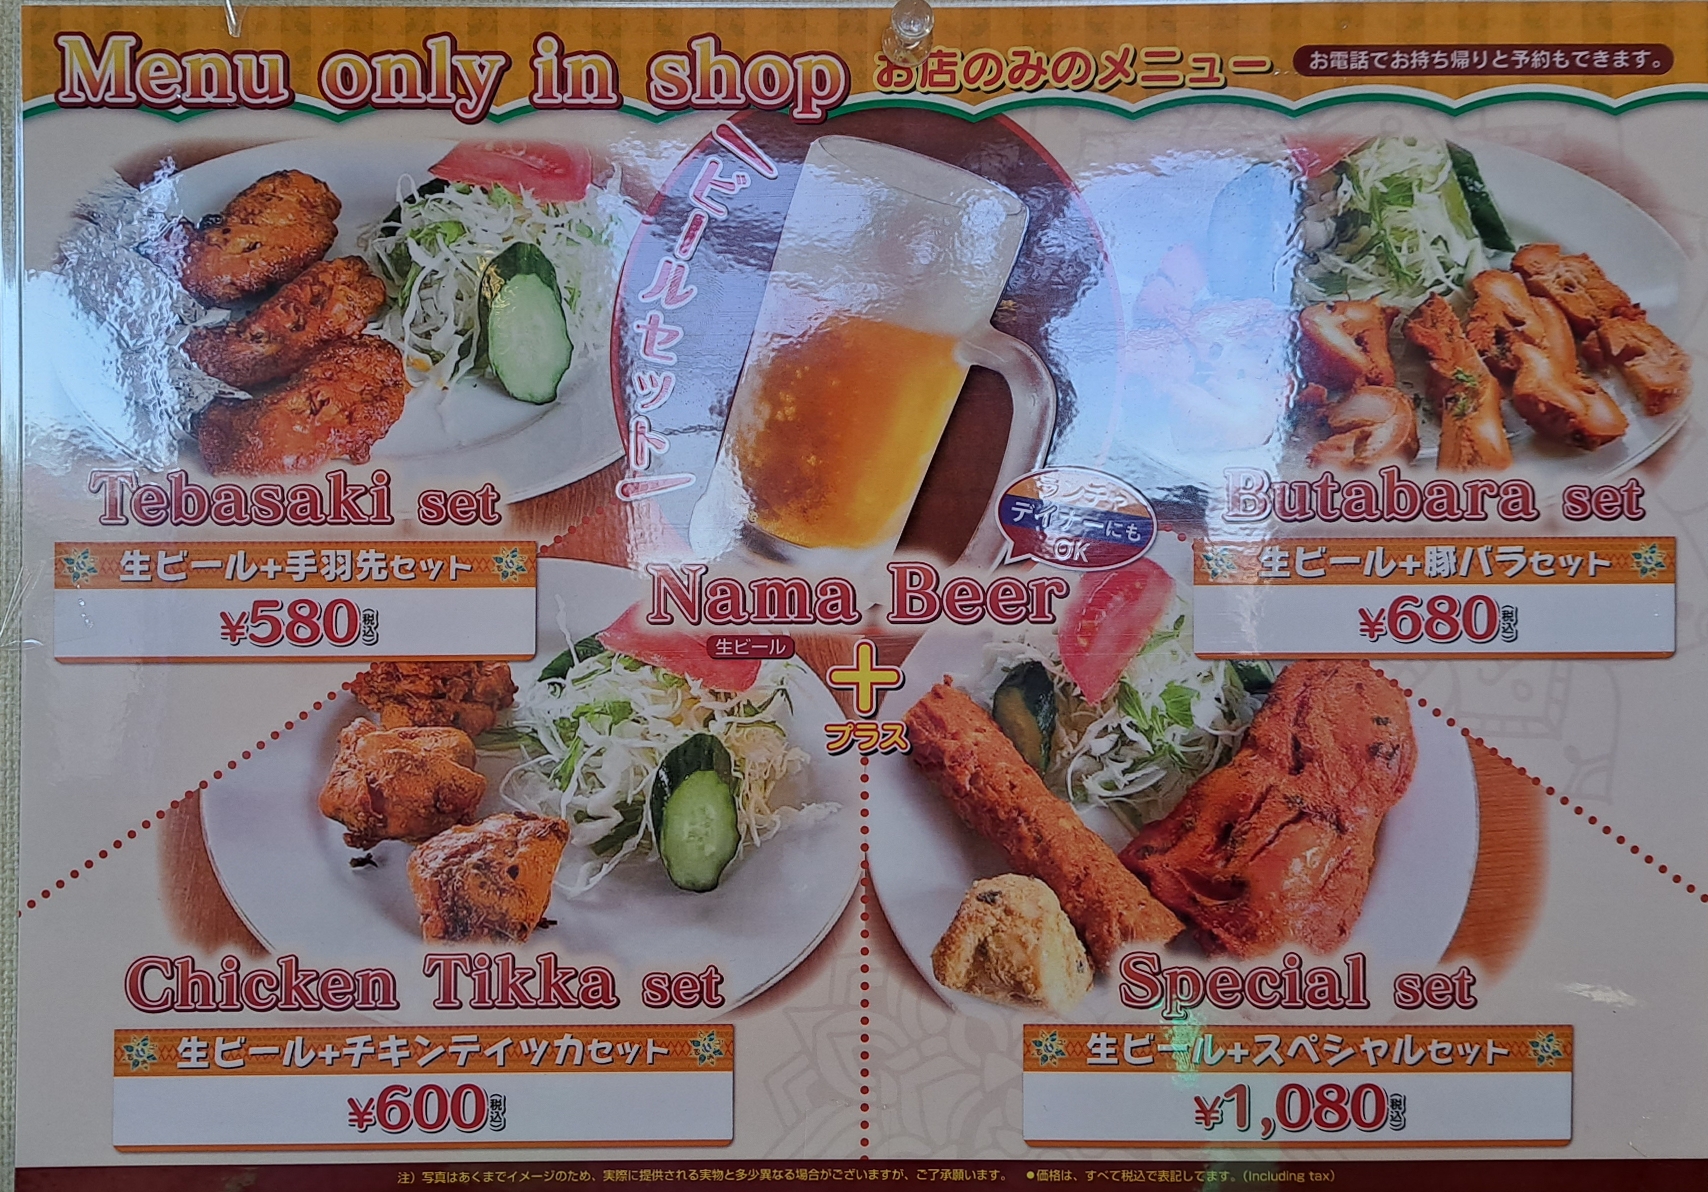 Menu only in shop お店のみのメニュー お電話でお持ち帰りと予約もできます。
ビールセット
ランチ、
ディナーにも
OK
Tebasaki set
生ビール+手羽先セット
¥580(税込)
Butabara set
生ビール+豚バラセット
¥680(税込)
Nama Beer
生ビール
+
プラス
Chicken Tikka set
生ビール+チキンティツカセット
¥600(税込)
Special set
生ビール+スペシャルセット
¥1,080(税込)
注）写真はあくまでイメージのため、実際に提供される実物と多少異なる場合がございますが、ご了承願います。 ●価格は、すべて税込で表記してます。(Including tax)